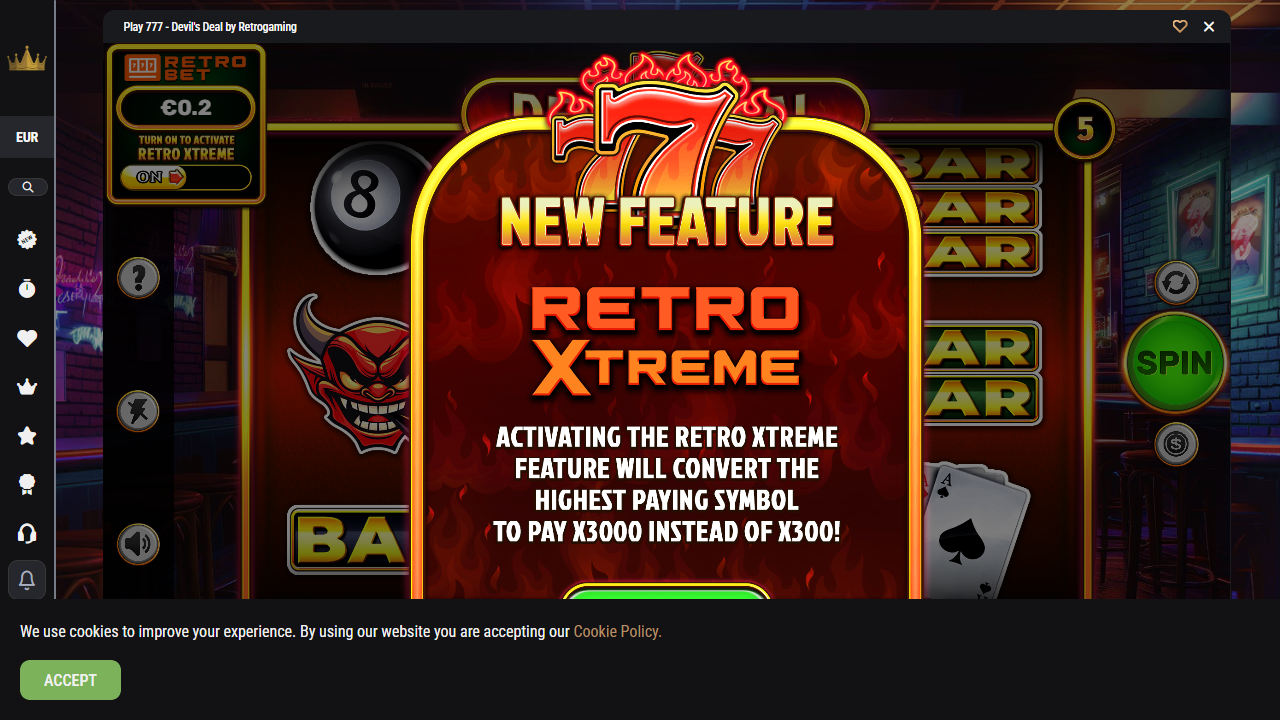 Play 777 - Devil's Deal by Retrogaming
EUR
NEW
RETRO
BET
€0.2
TURN ON TO ACTIVATE
RETRO XTREME
ON
5
777
NEW FEATURE
RETRO
XTREME
ACTIVATING THE RETRO XTREME
FEATURE WILL CONVERT THE
HIGHEST PAYING SYMBOL
TO PAY X3000 INSTEAD OF X300!
8
BAR
BAR
BAR
?
SPIN
BAR
BAR
$
A
A
BA
We use cookies to improve your experience. By using our website you are accepting our Cookie Policy.
ACCEPT